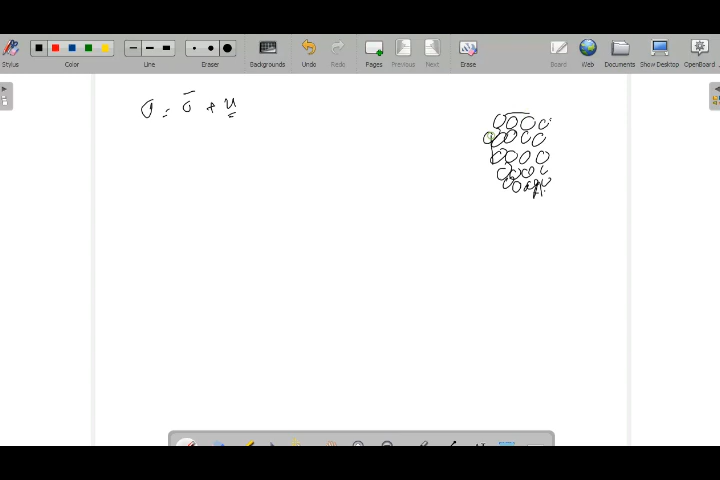 Stylus
Color
Line
Eraser
Backgrounds
Undo
Redo
Pages
Previous
Next
Erase
Board
Web
Documents
Show Desktop
OpenBoard
σ = σ̄ + u